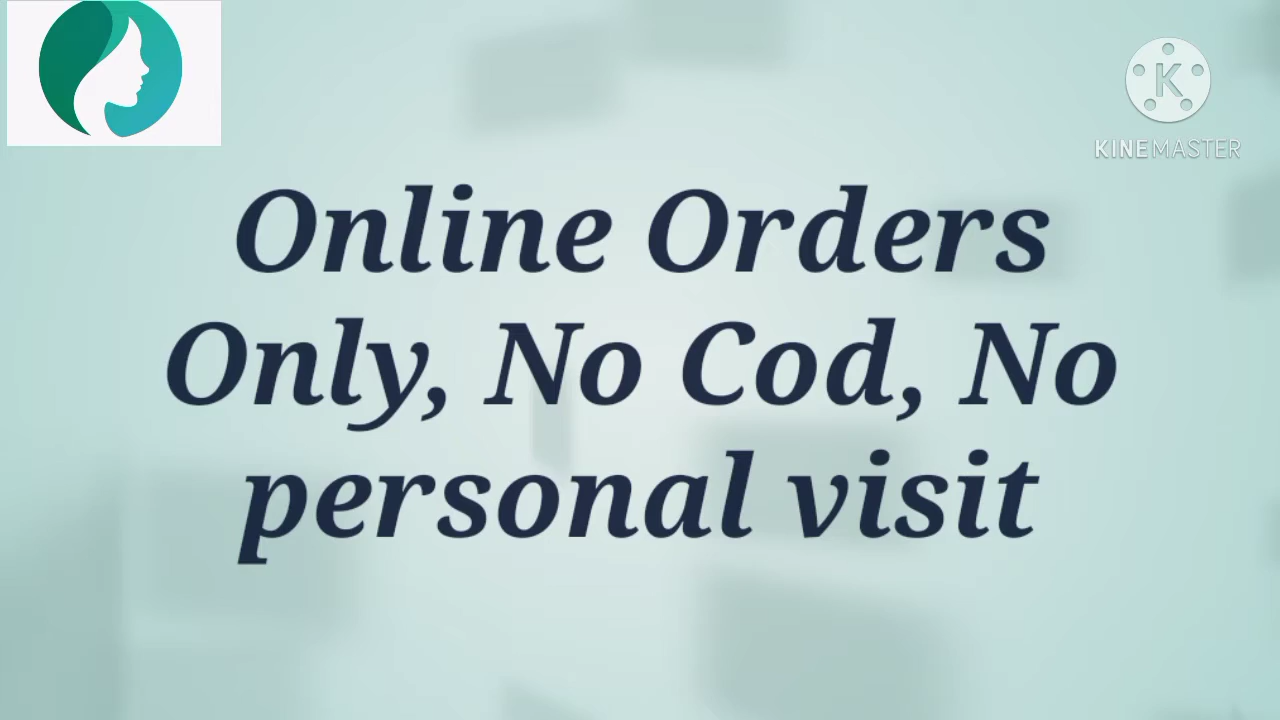 K
KINEMASTER
Online Orders
Only, No Cod, No
personal visit